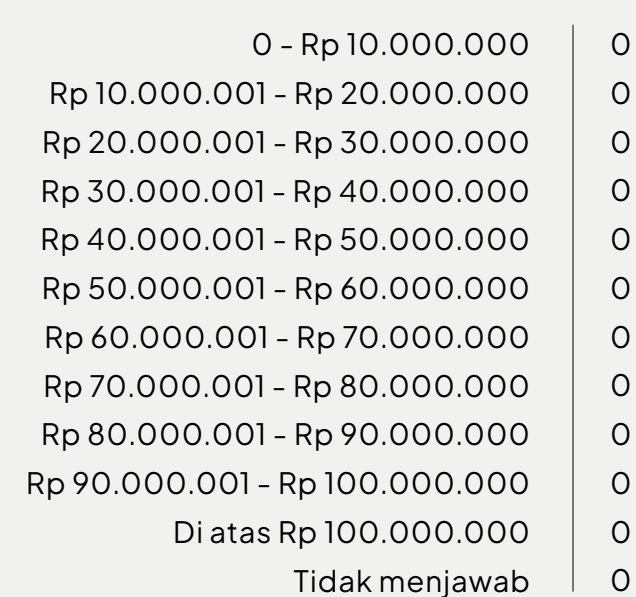 0 - Rp 10.000.000 0
Rp 10.000.001 - Rp 20.000.000 0
Rp 20.000.001 - Rp 30.000.000 0
Rp 30.000.001 - Rp 40.000.000 0
Rp 40.000.001 - Rp 50.000.000 0
Rp 50.000.001 - Rp 60.000.000 0
Rp 60.000.001 - Rp 70.000.000 0
Rp 70.000.001 - Rp 80.000.000 0
Rp 80.000.001 - Rp 90.000.000 0
Rp 90.000.001 - Rp 100.000.000 0
Di atas Rp 100.000.000 0
Tidak menjawab 0